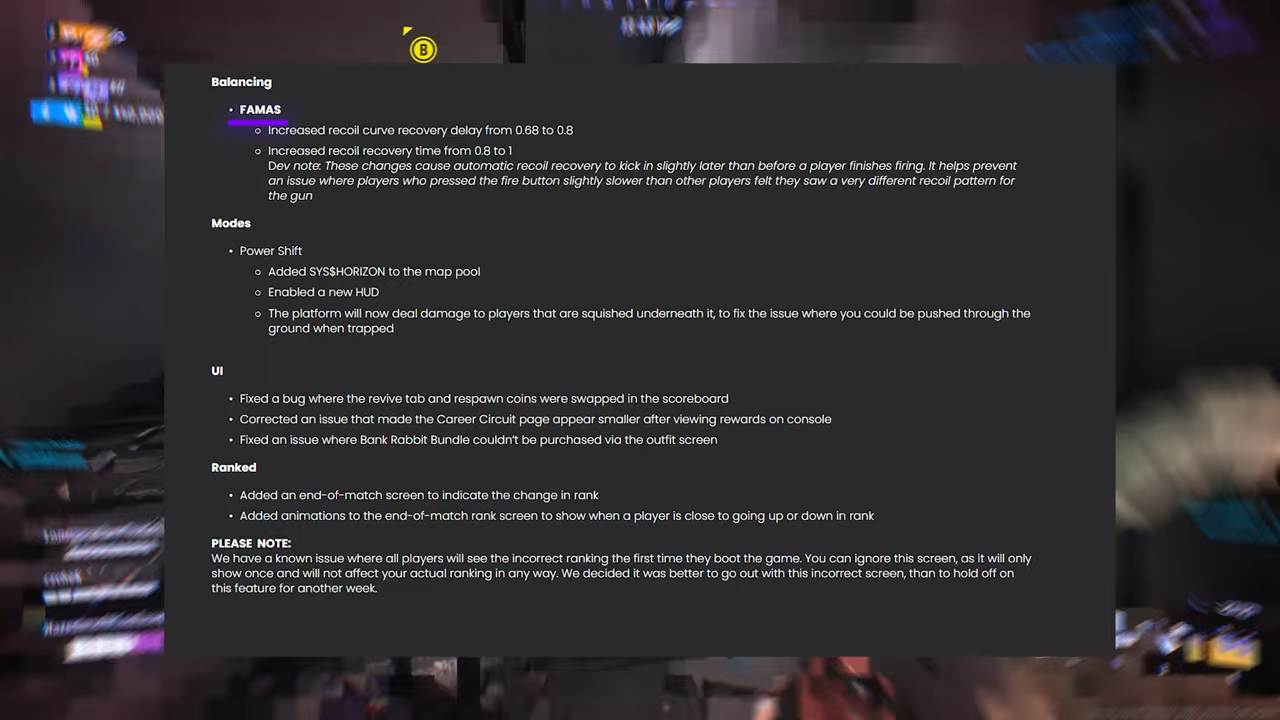 B
Balancing
• FAMAS
○ Increased recoil curve recovery delay from 0.68 to 0.8
○ Increased recoil recovery time from 0.8 to 1
Dev note: These changes cause automatic recoil recovery to kick in slightly later than before a player finishes firing. It helps prevent
an issue where players who pressed the fire button slightly slower than other players felt they saw a very different recoil pattern for
the gun
Modes
• Power Shift
○ Added SYS$HORIZON to the map pool
○ Enabled a new HUD
○ The platform will now deal damage to players that are squished underneath it, to fix the issue where you could be pushed through the
ground when trapped
UI
• Fixed a bug where the revive tab and respawn coins were swapped in the scoreboard
• Corrected an issue that made the Career Circuit page appear smaller after viewing rewards on console
• Fixed an issue where Bank Rabbit Bundle couldn't be purchased via the outfit screen
Ranked
• Added an end-of-match screen to indicate the change in rank
• Added animations to the end-of-match rank screen to show when a player is close to going up or down in rank
PLEASE NOTE:
We have a known issue where all players will see the incorrect ranking the first time they boot the game. You can ignore this screen, as it will only
show once and will not affect your actual ranking in any way. We decided it was better to go out with this incorrect screen, than to hold off on
this feature for another week.